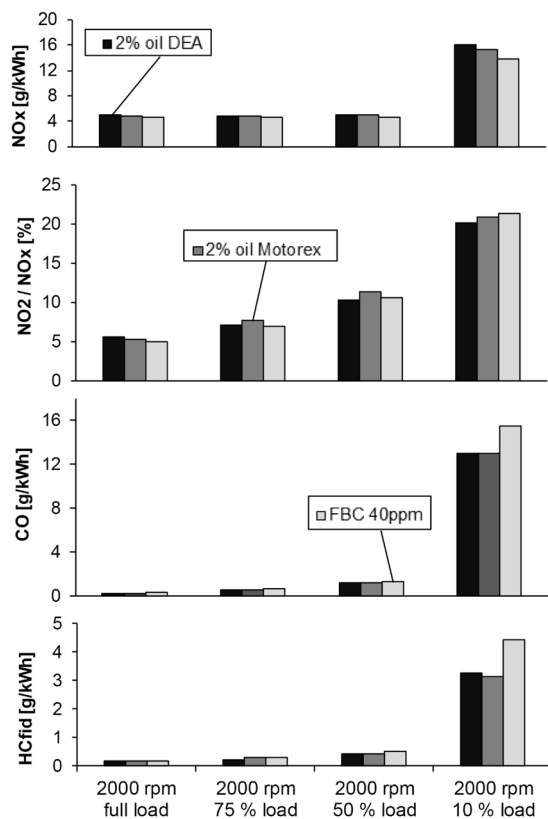 NOx [g/kWh]
20
16
12
8
4
0
2% oil DEA
NO2 / NOx [%]
25
20
15
10
5
0
2% oil Motorex
CO [g/kWh]
16
12
8
4
0
FBC 40ppm
HCfid [g/kWh]
5
4
3
2
1
0
2000 rpm
full load
2000 rpm
75 % load
2000 rpm
50 % load
2000 rpm
10 % load